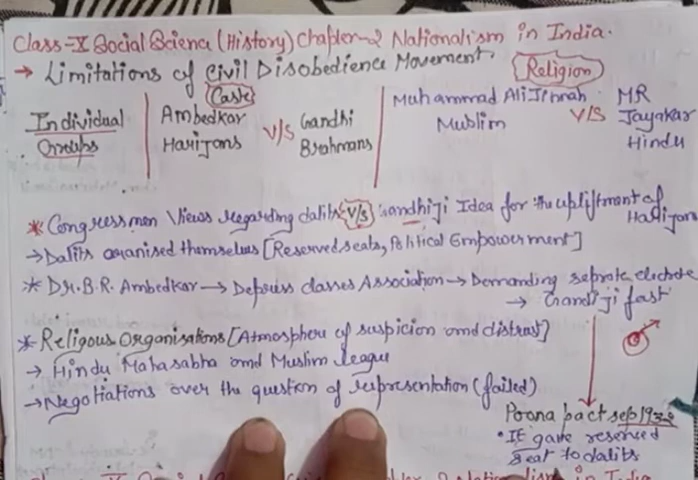 Class-X Social Science (History) Chapter-2 Nationalism in India.
→ Limitations of Civil Disobedience Movement.
Religion
Caste
Individual
Groups
Ambedkar
Harijans
V/S
Gandhi
Brahmans
Muhammad Ali Jinnah
Muslim
V/S
MR
Jayakar
Hindu
* Congressmen Views regarding dalits V/S Gandhiji Idea for the upliftment of
Harijans
→ Dalits organised themselves [Reserved seats, Political Empowerment]
* Dr. B.R. Ambedkar → Depress classes Association → Demanding seprate electorate
→ Gandhiji fast
* Religous Organisations [Atmosphere of suspicion and distrust]
→ Hindu Mahasabha and Muslim league
→ Negotiations over the question of representation (failed)
Poona pact sep 1932
• It gave reserved
seat to dalits